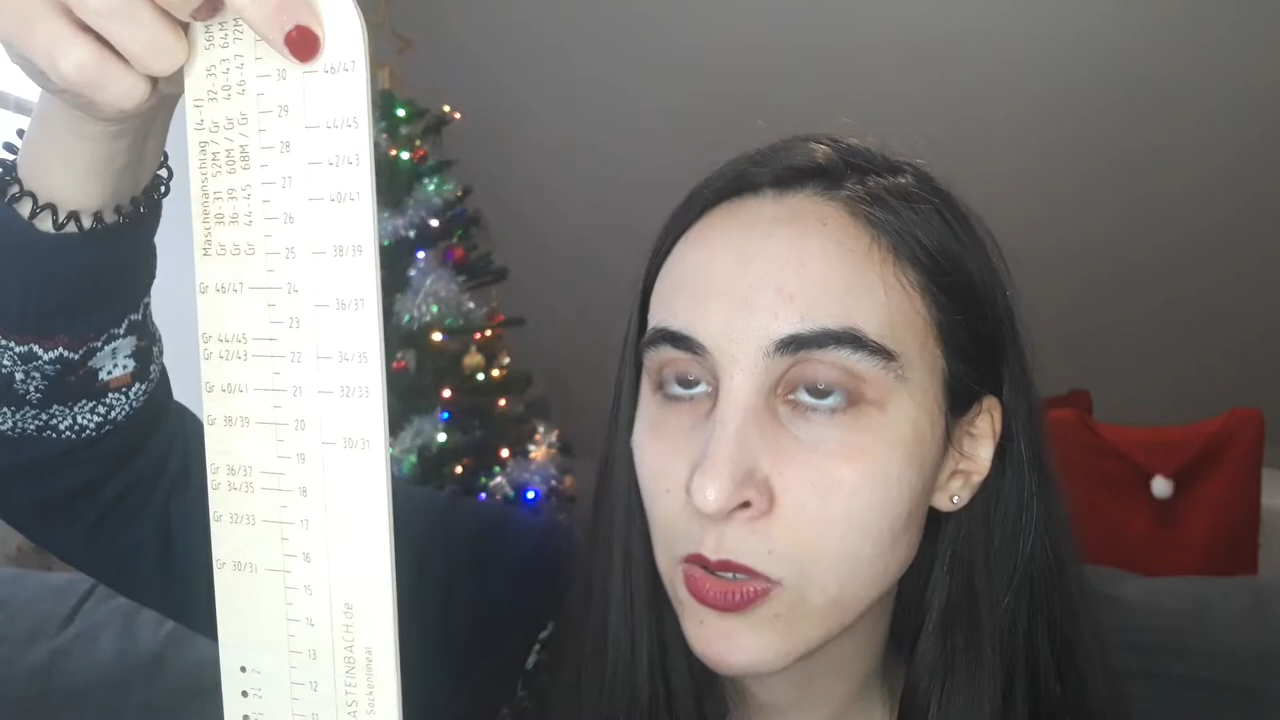 Maschenanschlag (4-f)
Gr 30-31 52M / Gr 32-35 56M
Gr 36-39 60M / Gr 40-43 64M
Gr 44-45 68M / Gr 46-47 72M
30
29
28
27
26
25
24
23
22
21
20
19
18
17
16
15
14
13
12
11
46/47
44/45
42/43
40/41
38/39
36/37
34/35
32/33
30/31
Gr 46/47
Gr 44/45
Gr 42/43
Gr 40/41
Gr 38/39
Gr 36/37
Gr 34/35
Gr 32/33
Gr 30/31
2
ASTEINBACH.de
Sockenlineal